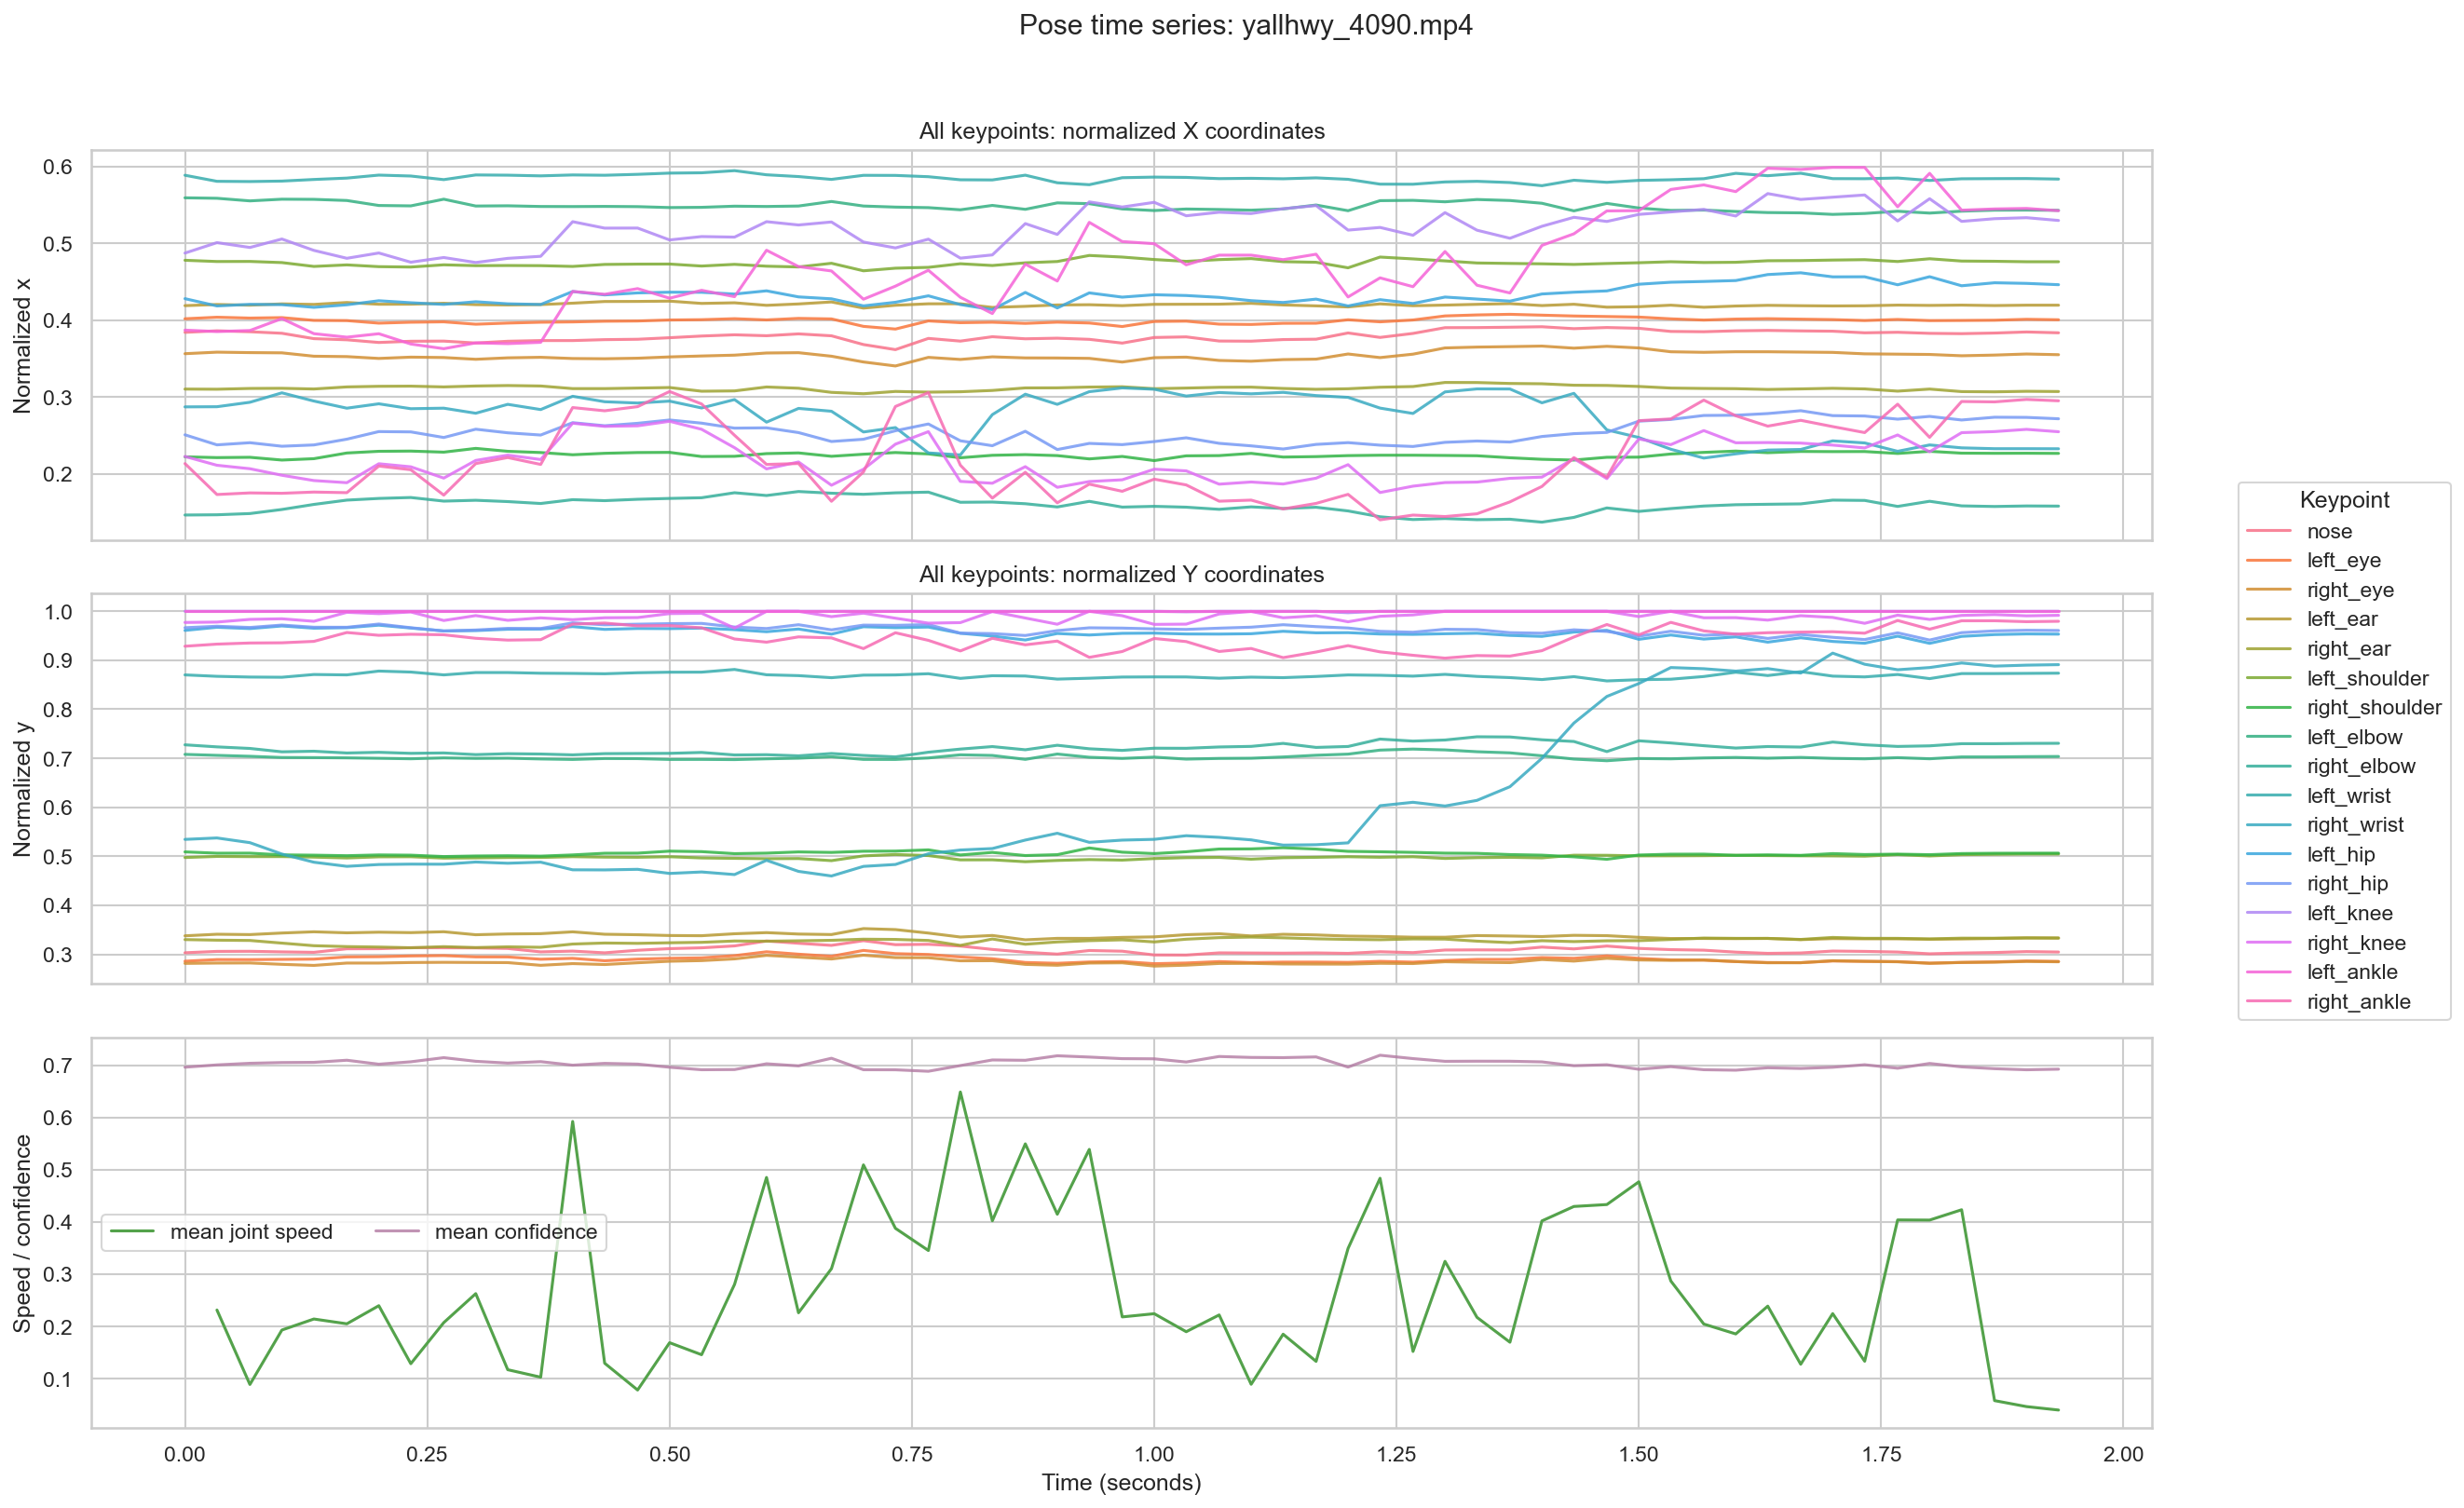 Pose time series: yallhwy_4090.mp4
All keypoints: normalized X coordinates
Normalized x
0.6
0.5
0.4
0.3
0.2
All keypoints: normalized Y coordinates
Normalized y
1.0
0.9
0.8
0.7
0.6
0.5
0.4
0.3
Keypoint
nose
left_eye
right_eye
left_ear
right_ear
left_shoulder
right_shoulder
left_elbow
right_elbow
left_wrist
right_wrist
left_hip
right_hip
left_knee
right_knee
left_ankle
right_ankle
Speed / confidence
0.7
0.6
0.5
0.4
0.3
0.2
0.1
mean joint speed mean confidence
0.00 0.25 0.50 0.75 1.00 1.25 1.50 1.75 2.00
Time (seconds)